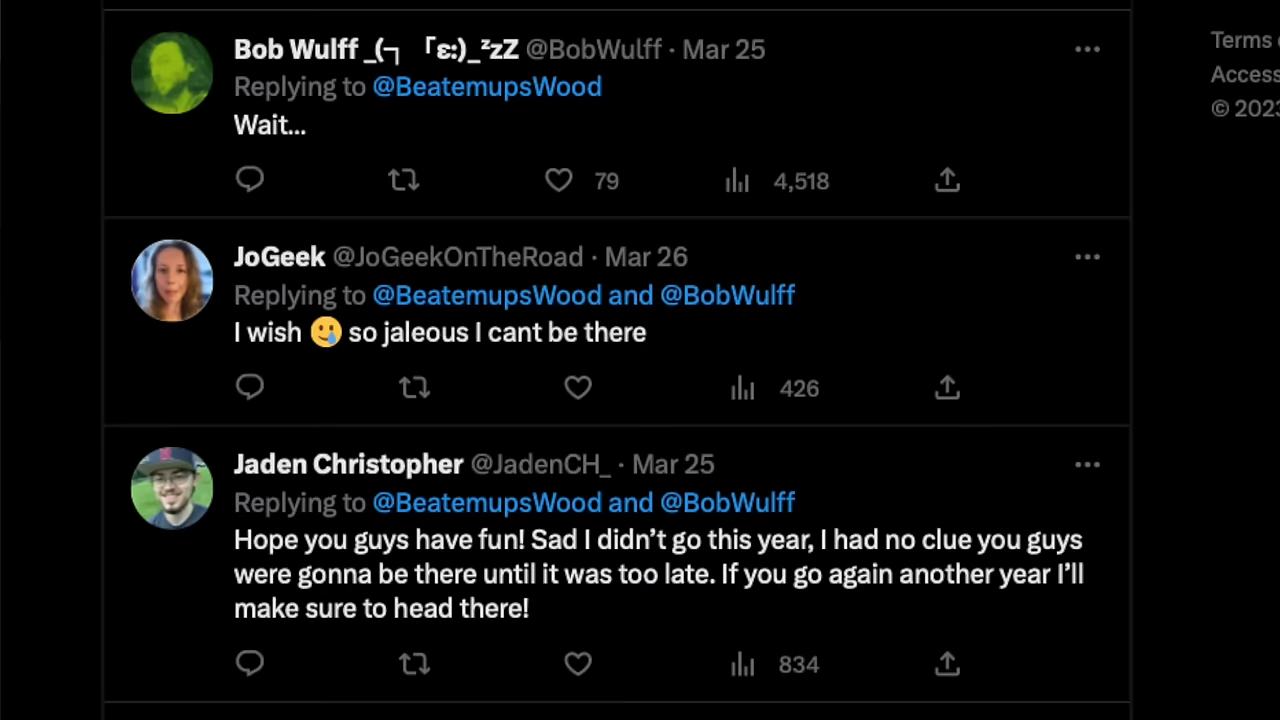 Bob Wulff _(┐「ε:)_ᶻzZ @BobWulff · Mar 25
Replying to @BeatemupsWood
Wait...
79 4,518
JoGeek @JoGeekOnTheRoad · Mar 26
Replying to @BeatemupsWood and @BobWulff
I wish 🥲 so jaleous I cant be there
426
Jaden Christopher @JadenCH_ · Mar 25
Replying to @BeatemupsWood and @BobWulff
Hope you guys have fun! Sad I didn’t go this year, I had no clue you guys
were gonna be there until it was too late. If you go again another year I’ll
make sure to head there!
834
Terms
Access
© 2023